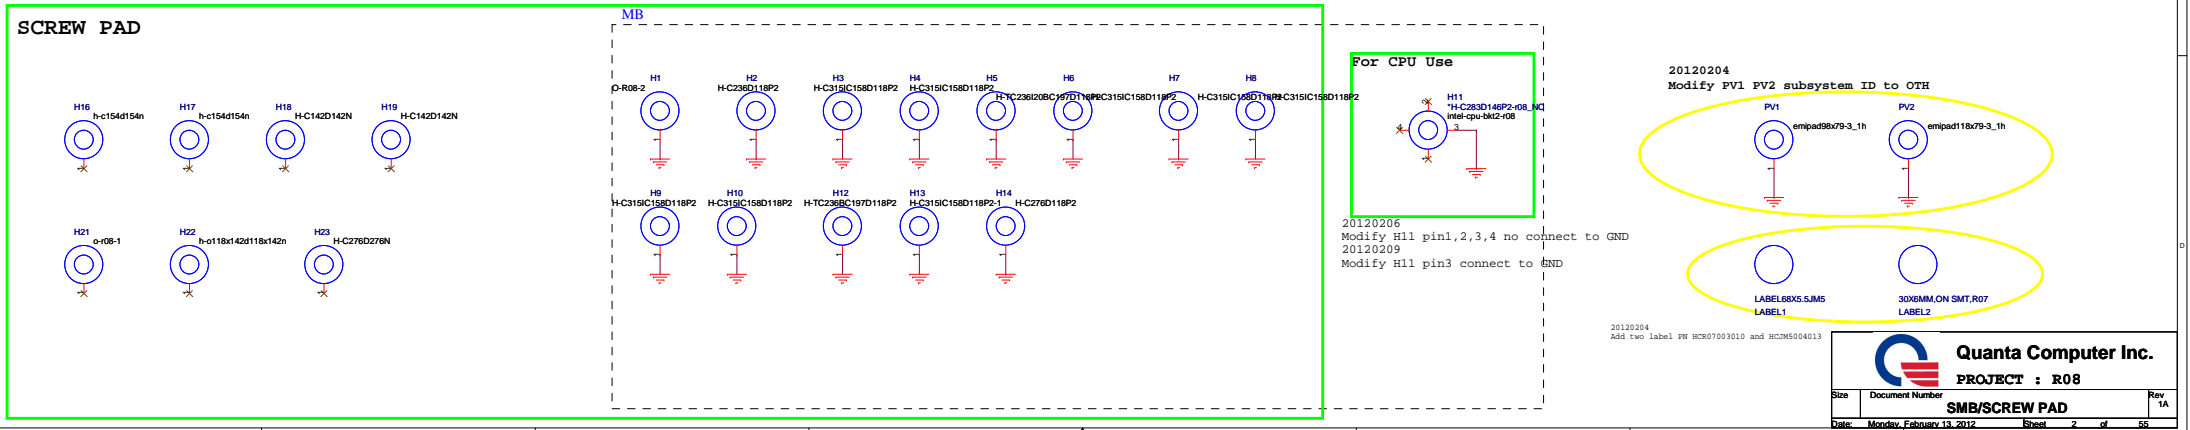 SCREW PAD
MB
H16
h-c154d154n
H17
h-c154d154n
H18
H-C142D142N
H19
H-C142D142N
H1
O-R08-2
H2
H-C236D118P2
H3
H-C315IC158D118P2
H4
H-C315IC158D118P2
H5
H-TC236I20BC197D118P2
H6
H-C315IC158D118P2
H7
H-C315IC158D118P2
H8
H-C315IC158D118P2
For CPU Use
H11
*H-C283D146P2-r08_NC
intel-cpu-bkt2-r08
3
20120204
Modify PV1 PV2 subsystem ID to OTH
PV1
emipad98x79-3_1h
PV2
emipad118x79-3_1h
H21
o-r08-1
H22
h-o118x142d118x142n
H23
H-C276D276N
H9
H-C315IC158D118P2
H10
H-C315IC158D118P2
H12
H-TC236BC197D118P2
H13
H-C315IC158D118P2-1
H14
H-C276D118P2
20120206
Modify H11 pin1,2,3,4 no connect to GND
20120209
Modify H11 pin3 connect to GND
LABEL68X5.5JM5
LABEL1
30X6MM,ON SMT,R07
LABEL2
20120204
Add two label PN HCR07003010 and HCJM5004013
D
Quanta Computer Inc.
PROJECT : R08
Size
Document Number
Rev
SMB/SCREW PAD
1A
Date: Monday, February 13, 2012
Sheet 2 of 55